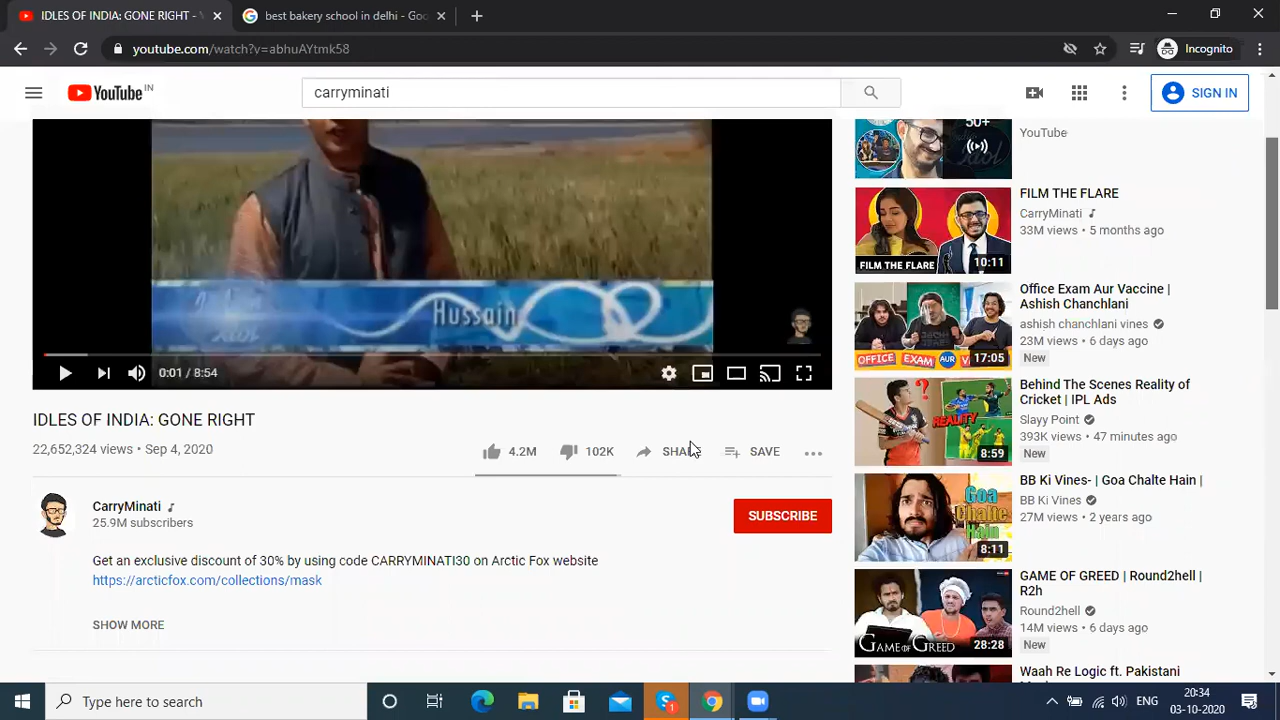 IDLES OF INDIA: GONE RIGHT - Y
best bakery school in delhi - Goo
youtube.com/watch?v=abhuAYtmk58
Incognito
YouTube IN
carryminati
SIGN IN
50+
YouTube
Hussain
0:01 / 8:54
IDLES OF INDIA: GONE RIGHT
22,652,324 views • Sep 4, 2020
4.2M
102K
SHARE
SAVE
CarryMinati
25.9M subscribers
SUBSCRIBE
Get an exclusive discount of 30% by using code CARRYMINATI30 on Arctic Fox website
https://arcticfox.com/collections/mask
SHOW MORE
FILM THE FLARE
10:11
FILM THE FLARE
CarryMinati
33M views • 5 months ago
OFFICE EXAM AUR
17:05
Office Exam Aur Vaccine |
Ashish Chanchlani
ashish chanchlani vines
23M views • 6 days ago
New
?
REALITY
8:59
Behind The Scenes Reality of
Cricket | IPL Ads
Slayy Point
393K views • 47 minutes ago
New
Goa
Chalte
Hain
8:11
BB Ki Vines- | Goa Chalte Hain |
BB Ki Vines
27M views • 2 years ago
GAME OF GREED
28:28
GAME OF GREED | Round2hell |
R2h
Round2hell
14M views • 6 days ago
New
Waah Re Logic ft. Pakistani
Type here to search
1
ENG
20:34
03-10-2020